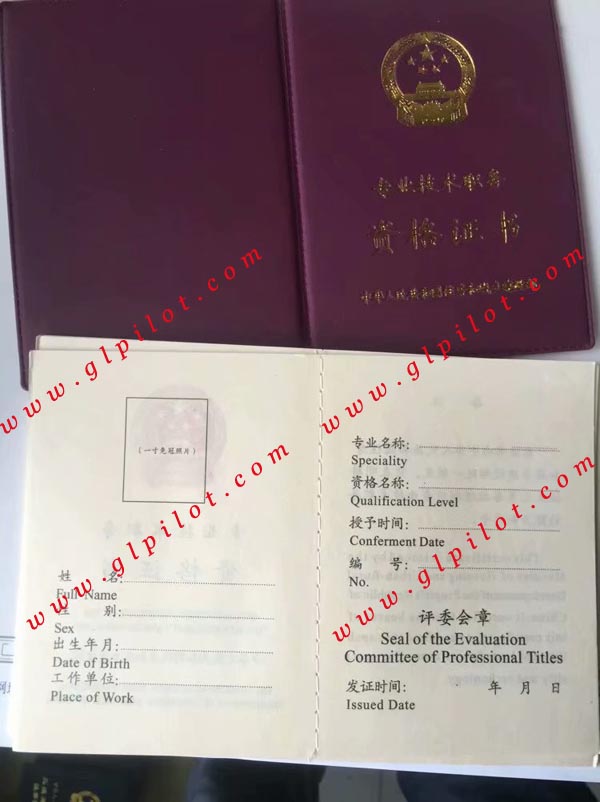 专业技术职务
资格证书
www.glpilot.com
www.glpilot.com
(一寸免冠照片)
姓 名:
Full Name
性 别:
Sex
出生年月:
Date of Birth
工作单位:
Place of Work
专业名称:
Speciality
资格名称:
Qualification Level
授予时间:
Conferment Date
编 号:
No.
评委会章
Seal of the Evaluation
Committee of Professional Titles
发证时间: 年 月 日
Issued Date
www.glpilot.com
www.glpilot.com